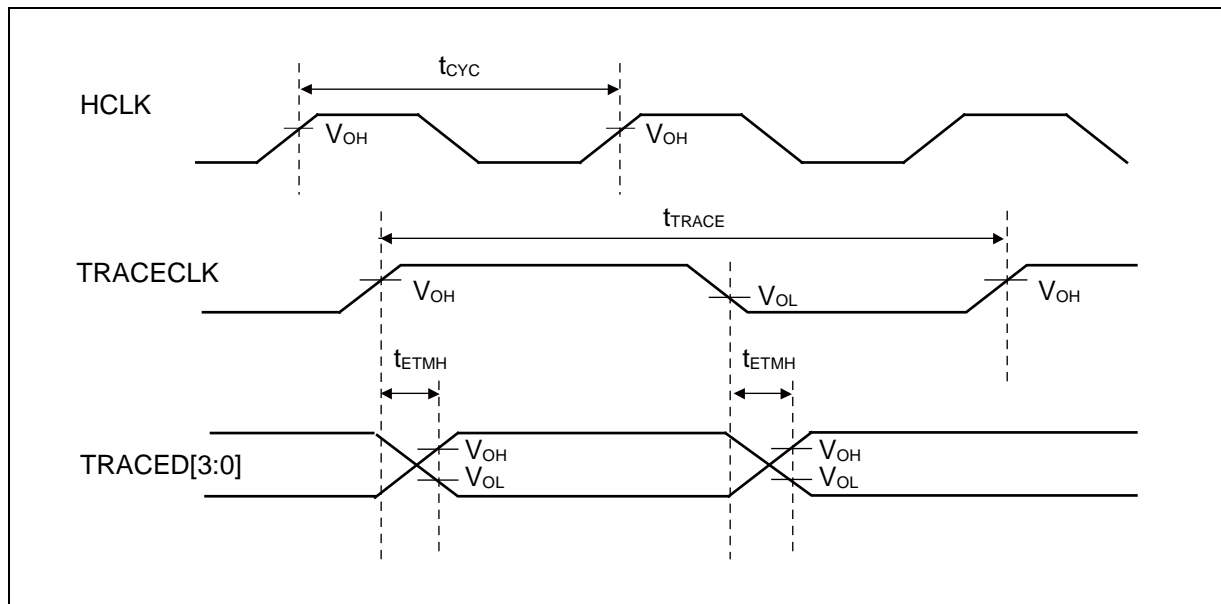 tCYC
HCLK
VOH VOH
tTRACE
TRACECLK
VOH VOL VOH
tETMH tETMH
TRACED[3:0]
VOH VOH
VOL VOL